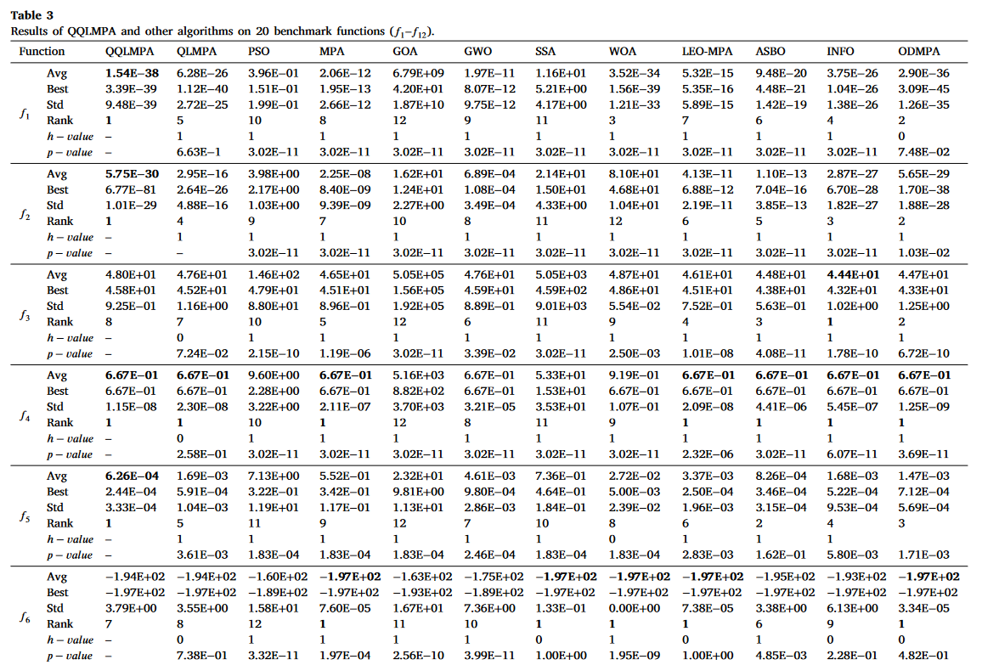 Table 3
Results of QQLMPA and other algorithms on 20 benchmark functions (f1–f12).
Function QQLMPA QLMPA PSO MPA GOA GWO SSA WOA LEO-MPA ASBO INFO ODMPA
f1
Avg 1.54E−38 6.28E−26 3.96E−01 2.06E−12 6.79E+09 1.97E−11 1.16E+01 3.52E−34 5.32E−15 9.48E−20 3.75E−26 2.90E−36
Best 3.39E−39 1.12E−40 1.51E−01 1.95E−13 4.20E+01 8.07E−12 5.21E+00 1.56E−39 5.35E−16 4.48E−21 1.04E−26 3.09E−45
Std 9.48E−39 2.72E−25 1.99E−01 2.66E−12 1.87E+10 9.75E−12 4.17E+00 1.21E−33 5.89E−15 1.42E−19 1.38E−26 1.26E−35
Rank 1 5 10 8 12 9 11 3 7 6 4 2
h − value – 1 1 1 1 1 1 1 1 1 1 0
p − value – 6.63E−1 3.02E−11 3.02E−11 3.02E−11 3.02E−11 3.02E−11 3.02E−11 3.02E−11 3.02E−11 3.02E−11 7.48E−02
f2
Avg 5.75E−30 2.95E−16 3.98E+00 2.25E−08 1.62E+01 6.89E−04 2.14E+01 8.10E+01 4.13E−11 1.10E−13 2.87E−27 5.65E−29
Best 6.77E−81 2.64E−26 2.17E+00 8.40E−09 1.24E+01 1.08E−04 1.50E+01 4.68E+01 6.88E−12 7.04E−16 6.70E−28 1.70E−38
Std 1.01E−29 4.88E−16 1.03E+00 9.39E−09 2.27E+00 3.49E−04 4.33E+00 1.04E+01 2.19E−11 3.85E−13 1.82E−27 1.88E−28
Rank 1 4 9 7 10 8 11 12 6 5 3 2
h − value – 1 1 1 1 1 1 1 1 1 1 1
p − value – – 3.02E−11 3.02E−11 3.02E−11 3.02E−11 3.02E−11 3.02E−11 3.02E−11 3.02E−11 3.02E−11 1.03E−02
f3
Avg 4.80E+01 4.76E+01 1.46E+02 4.65E+01 5.05E+05 4.76E+01 5.05E+03 4.87E+01 4.61E+01 4.48E+01 4.44E+01 4.47E+01
Best 4.58E+01 4.52E+01 4.79E+01 4.51E+01 1.56E+05 4.59E+01 4.59E+02 4.86E+01 4.51E+01 4.38E+01 4.32E+01 4.33E+01
Std 9.25E−01 1.16E+00 8.80E+01 8.96E−01 1.92E+05 8.89E−01 9.01E+03 5.54E−02 7.52E−01 5.63E−01 1.02E+00 1.25E+00
Rank 8 7 10 5 12 6 11 9 4 3 1 2
h − value – 0 1 1 1 1 1 1 1 1 1 1
p − value – 7.24E−02 2.15E−10 1.19E−06 3.02E−11 3.39E−02 3.02E−11 2.50E−03 1.01E−08 4.08E−11 1.78E−10 6.72E−10
f4
Avg 6.67E−01 6.67E−01 9.60E+00 6.67E−01 5.16E+03 6.67E−01 5.33E+01 9.19E−01 6.67E−01 6.67E−01 6.67E−01 6.67E−01
Best 6.67E−01 6.67E−01 2.28E+00 6.67E−01 8.82E+02 6.67E−01 1.53E+01 6.67E−01 6.67E−01 6.67E−01 6.67E−01 6.67E−01
Std 1.15E−08 2.30E−08 3.22E+00 2.11E−07 3.70E+03 3.21E−05 3.53E+01 1.07E−01 2.09E−08 4.41E−06 5.45E−07 1.25E−09
Rank 1 1 10 1 12 8 11 9 1 1 1 1
h − value – 0 1 1 1 1 1 1 1 1 1 1
p − value – 2.58E−01 3.02E−11 3.02E−11 3.02E−11 3.02E−11 3.02E−11 3.02E−11 2.32E−06 3.02E−11 6.07E−11 3.69E−11
f5
Avg 6.26E−04 1.69E−03 7.13E+00 5.52E−01 2.32E+01 4.61E−03 7.36E−01 2.72E−02 3.37E−03 8.26E−04 1.68E−03 1.47E−03
Best 2.44E−04 5.91E−04 3.22E−01 3.42E−01 9.81E+00 9.80E−04 4.64E−01 5.00E−03 2.50E−04 3.46E−04 5.22E−04 7.12E−04
Std 3.33E−04 1.04E−03 1.19E+01 1.17E−01 1.13E+01 2.86E−03 1.84E−01 2.39E−02 1.96E−03 3.15E−04 9.53E−04 5.69E−04
Rank 1 5 11 9 12 7 10 8 6 2 4 3
h − value – 1 1 1 1 1 1 0 1 1 1
p − value – 3.61E−03 1.83E−04 1.83E−04 1.83E−04 2.46E−04 1.83E−04 1.83E−04 2.83E−03 1.62E−01 5.80E−03 1.71E−03
f6
Avg −1.94E+02 −1.94E+02 −1.60E+02 −1.97E+02 −1.63E+02 −1.75E+02 −1.97E+02 −1.97E+02 −1.97E+02 −1.95E+02 −1.93E+02 −1.97E+02
Best −1.97E+02 −1.97E+02 −1.89E+02 −1.97E+02 −1.93E+02 −1.89E+02 −1.97E+02 −1.97E+02 −1.97E+02 −1.97E+02 −1.97E+02 −1.97E+02
Std 3.79E+00 3.55E+00 1.58E+01 7.60E−05 1.67E+01 7.36E+00 1.33E−01 0.00E+00 7.38E−05 3.38E+00 6.13E+00 3.34E−05
Rank 7 8 12 1 11 10 1 1 1 6 9 1
h − value – 0 1 1 1 1 0 1 0 1 0 0
p − value – 7.38E−01 3.32E−11 1.97E−04 2.56E−10 3.99E−11 1.00E+00 1.95E−09 1.00E+00 4.85E−03 2.28E−01 4.82E−01